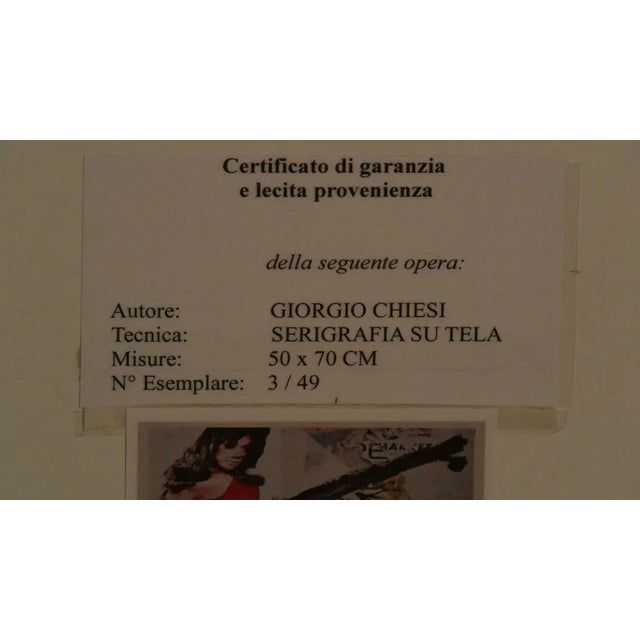 Certificato di garanzia
e lecita provenienza
della seguente opera:
Autore: GIORGIO CHIESI
Tecnica: SERIGRAFIA SU TELA
Misure: 50 x 70 CM
N° Esemplare: 3 / 49